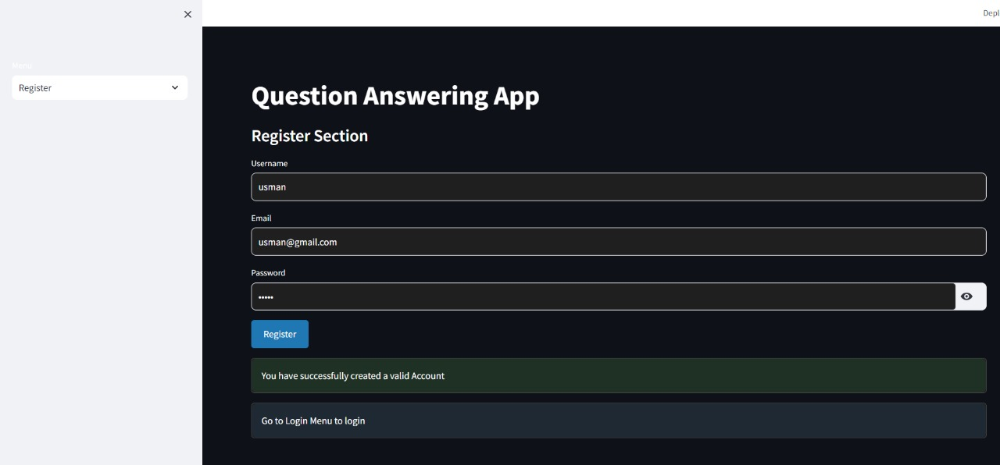 Depl
Menu
Register
Question Answering App
Register Section
Username
usman
Email
usman@gmail.com
Password
•••••
Register
You have successfully created a valid Account
Go to Login Menu to login